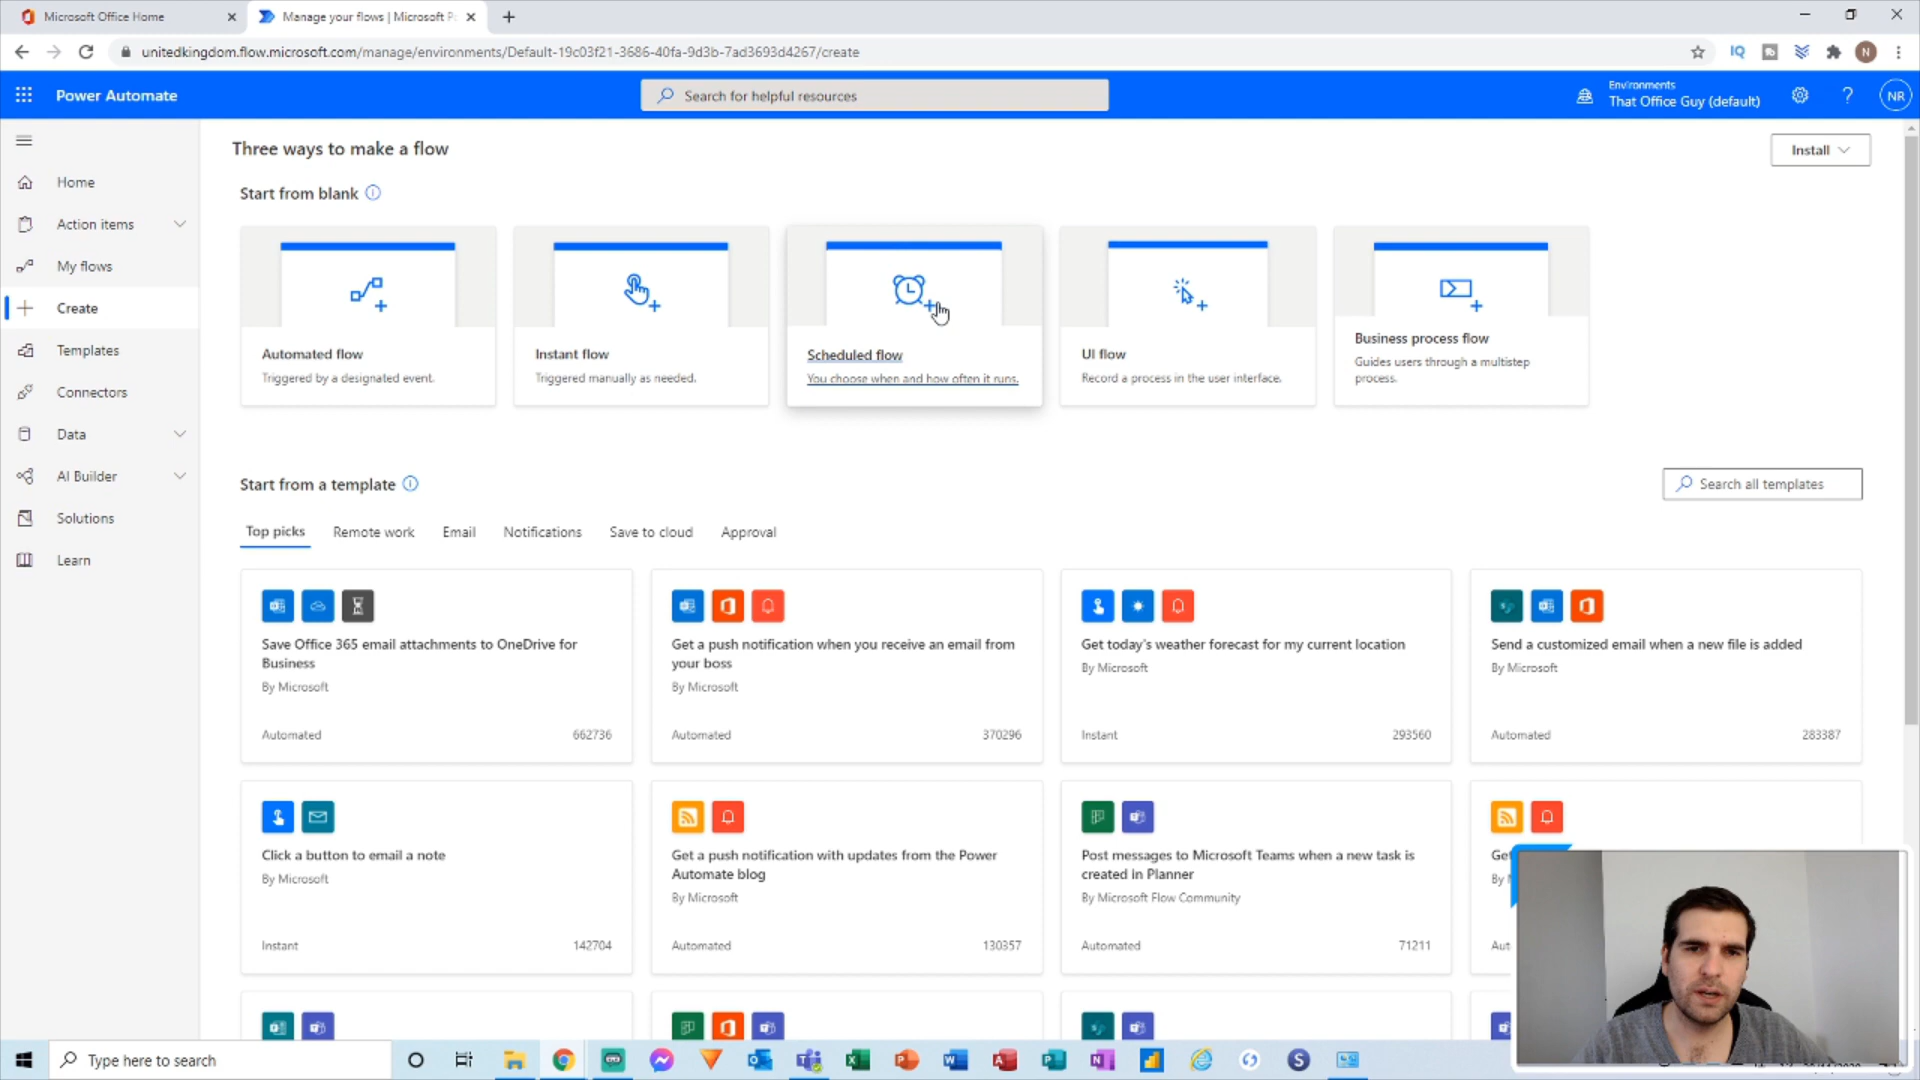 Microsoft Office Home
Manage your flows | Microsoft P
unitedkingdom.flow.microsoft.com/manage/environments/Default-19c03f21-3686-40fa-9d3b-7ad3693d4267/create
IQ
N
Power Automate
Search for helpful resources
Environments
That Office Guy (default)
?
NR
Three ways to make a flow
Install
Start from blank
Home
Action items
My flows
Create
Templates
Connectors
Data
AI Builder
Solutions
Learn
Automated flow
Triggered by a designated event.
Instant flow
Triggered manually as needed.
Scheduled flow
You choose when and how often it runs.
UI flow
Record a process in the user interface.
Business process flow
Guides users through a multistep
process.
Start from a template
Search all templates
Top picks
Remote work
Email
Notifications
Save to cloud
Approval
Save Office 365 email attachments to OneDrive for
Business
By Microsoft
Automated
662736
Get a push notification when you receive an email from
your boss
By Microsoft
Automated
370296
Get today's weather forecast for my current location
By Microsoft
Instant
293560
Send a customized email when a new file is added
By Microsoft
Automated
283387
Click a button to email a note
By Microsoft
Instant
142704
Get a push notification with updates from the Power
Automate blog
By Microsoft
Automated
130357
Post messages to Microsoft Teams when a new task is
created in Planner
By Microsoft Flow Community
Automated
71211
Type here to search